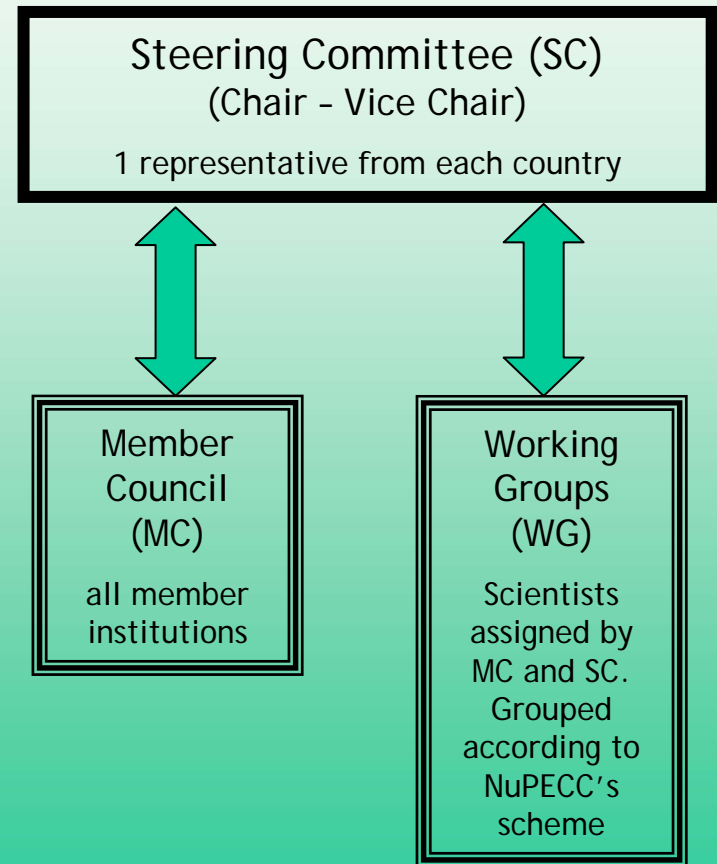 Steering Committee (SC)
(Chair – Vice Chair)
1 representative from each country
Member
Council
(MC)
all member
institutions
Working
Groups
(WG)
Scientists
assigned by
MC and SC.
Grouped
according to
NuPECC's
scheme